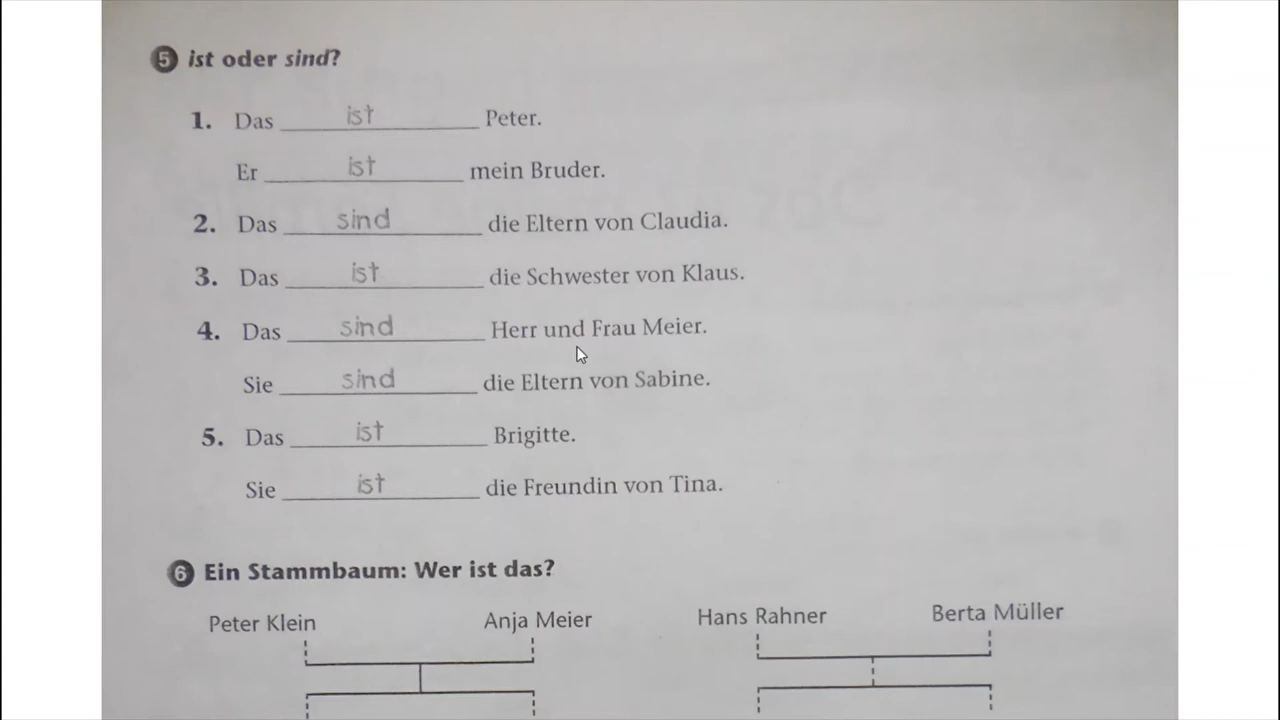 5 ist oder sind?
1. Das ist Peter.
Er ist mein Bruder.
2. Das sind die Eltern von Claudia.
3. Das ist die Schwester von Klaus.
4. Das sind Herr und Frau Meier.
Sie sind die Eltern von Sabine.
5. Das ist Brigitte.
Sie ist die Freundin von Tina.
6 Ein Stammbaum: Wer ist das?
Peter Klein Anja Meier Hans Rahner Berta Müller